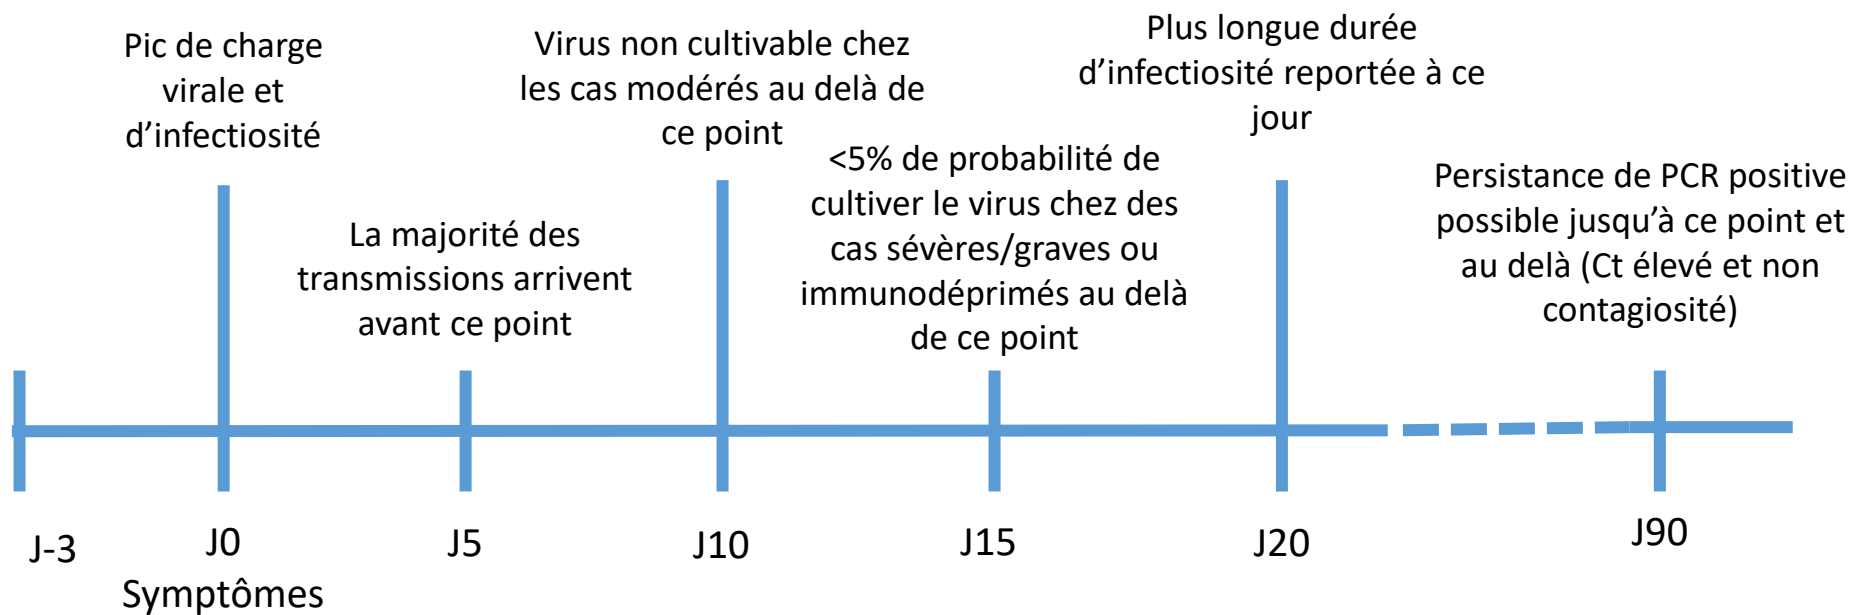 Pic de charge
virale et
d’infectiosité
La majorité des
transmissions arrivent
avant ce point
Virus non cultivable chez
les cas modérés au delà de
ce point
<5% de probabilité de
cultiver le virus chez des
cas sévères/graves ou
immunodéprimés au delà
de ce point
Plus longue durée
d’infectiosité reportée à ce
jour
Persistance de PCR positive
possible jusqu’à ce point et
au delà (Ct élevé et non
contagiosité)
J-3
J0
J5
J10
J15
J20
J90
Symptômes